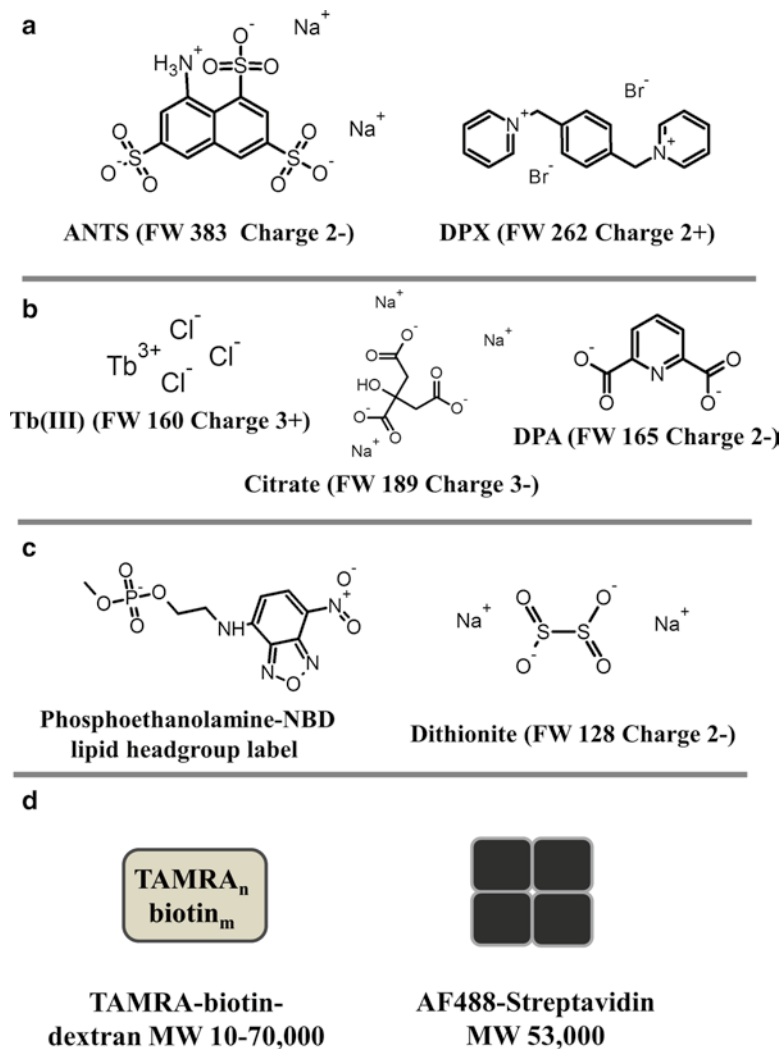 a
H₃N⁺
O⁻
O=S=O
Na⁺
Na⁺
O
S
O⁻
O
O
S
O⁻
O
N⁺
Br⁻
Br⁻
N⁺
ANTS (FW 383 Charge 2-)
DPX (FW 262 Charge 2+)
b
Tb³⁺
Cl⁻
Cl⁻
Cl⁻
Na⁺
Na⁺
Na⁺
O⁻
O
HO
O
O⁻
O⁻
O
O⁻
O
N
O
O⁻
Tb(III) (FW 160 Charge 3+)
DPA (FW 165 Charge 2-)
Citrate (FW 189 Charge 3-)
c
O
O
P⁻
O
O
NH
O⁻
N⁺
O
N
O
N
Na⁺
O
O⁻
S
S
O⁻
O
Na⁺
Phosphoethanolamine-NBD
lipid headgroup label
Dithionite (FW 128 Charge 2-)
d
TAMRAₙ
biotinₘ
TAMRA-biotin-
dextran MW 10-70,000
AF488-Streptavidin
MW 53,000